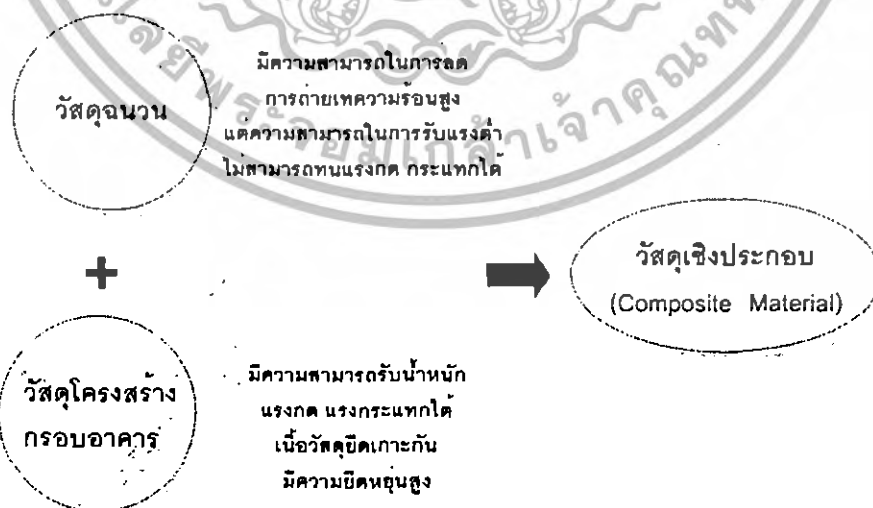 วัสดุฉนวน
มีความสามารถในการลด
การถ่ายเทความร้อนสูง
แต่ความสามารถในการรับแรงต่ำ
ไม่สามารถทนแรงกด กระแทกได้
+
วัสดุเชิงประกอบ
(Composite Material)
วัสดุโครงสร้าง
กรอบอาคาร
มีความสามารถรับน้ำหนัก
แรงกด แรงกระแทกได้
เนื้อวัสดุยึดเกาะกัน
มีความยืดหยุ่นสูง